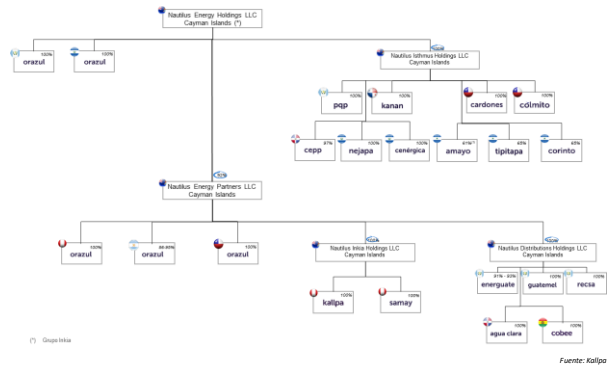 Nautilus Energy Holdings LLC
Cayman Islands (*)
100%
orazul
100%
orazul
Nautilus Isthmus Holdings LLC
Cayman Islands
100%
pqp
100%
kanan
100%
cardones
100%
cólmito
97%
cepp
100%
nejapa
100%
cenérgica
amayo
65%
tipitapa
65%
corinto
Nautilus Energy Partners LLC
Cayman Islands
100%
orazul
orazul
100%
orazul
100%
Nautilus Inkia Holdings LLC
Cayman Islands
100%
kallpa
100%
samay
100%
Nautilus Distributions Holdings LLC
Cayman Islands
energuate
100%
guatemel
100%
recsa
100%
agua clara
100%
cobee
(*) Grupo Inkia
Fuente: Kallpa